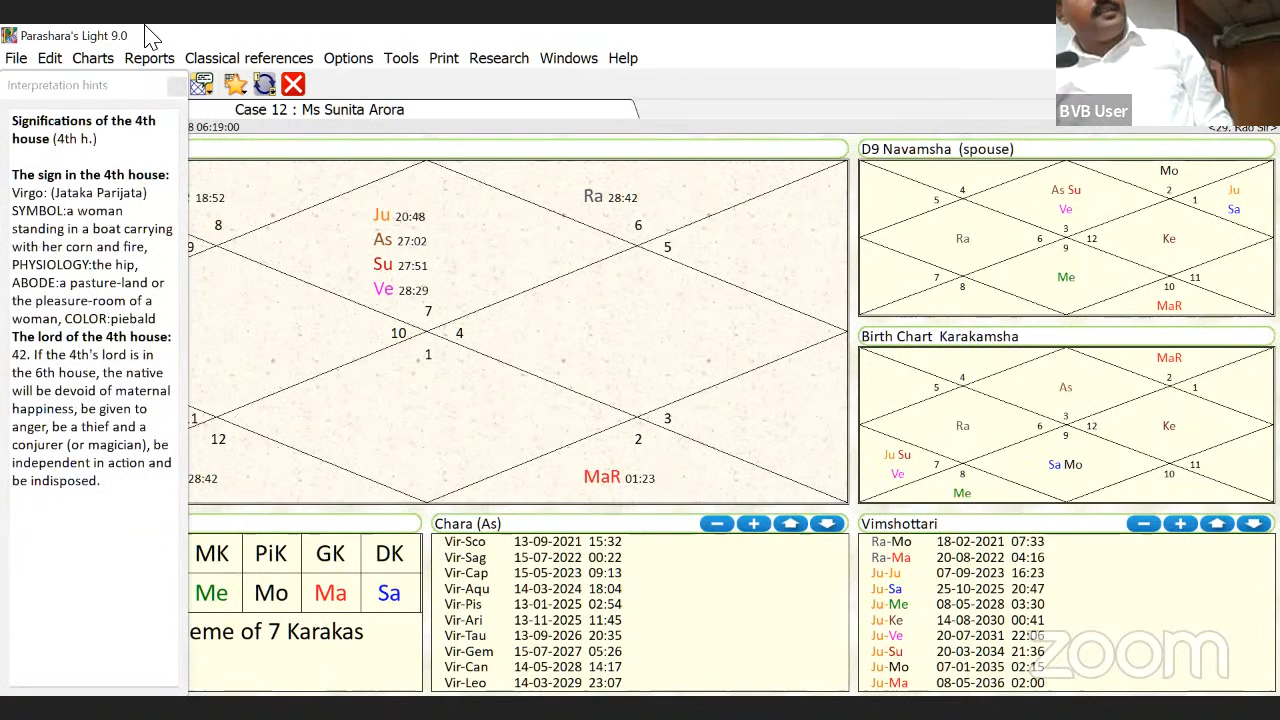 Parashara's Light 9.0
File Edit Charts Reports Classical references Options Tools Print Research Windows Help
Interpretation hints
Case 12 : Ms Sunita Arora
8 06:19:00
<29. Rao Sir>
BVB User
Significations of the 4th
house (4th h.)
The sign in the 4th house:
Virgo: (Jataka Parijata)
SYMBOL:a woman
standing in a boat carrying
with her corn and fire,
PHYSIOLOGY:the hip,
ABODE:a pasture-land or
the pleasure-room of a
woman, COLOR:piebald
The lord of the 4th house:
42. If the 4th's lord is in
the 6th house, the native
will be devoid of maternal
happiness, be given to
anger, be a thief and a
conjurer (or magician), be
independent in action and
be indisposed.
18:52
8
9
Ju 20:48
As 27:02
Su 27:51
Ve 28:29
7
Ra 28:42
6
5
10 4
1
1
12
28:42
3
2
MaR 01:23
D9 Navamsha (spouse)
Mo
4 As Su 2 Ju
5 Ve 1 Sa
3
Ra 6 12 Ke
9
7 Me 11
8 10
MaR
Birth Chart Karakamsha
MaR
4 As 2
5 1
3
Ra 6 12 Ke
9
Ju Su 7 Sa Mo 11
Ve 8 10
Me
MK PiK GK DK
Me Mo Ma Sa
eme of 7 Karakas
Chara (As)
Vir-Sco 13-09-2021 15:32
Vir-Sag 15-07-2022 00:22
Vir-Cap 15-05-2023 09:13
Vir-Aqu 14-03-2024 18:04
Vir-Pis 13-01-2025 02:54
Vir-Ari 13-11-2025 11:45
Vir-Tau 13-09-2026 20:35
Vir-Gem 15-07-2027 05:26
Vir-Can 14-05-2028 14:17
Vir-Leo 14-03-2029 23:07
Vimshottari
Ra-Mo 18-02-2021 07:33
Ra-Ma 20-08-2022 04:16
Ju-Ju 07-09-2023 16:23
Ju-Sa 25-10-2025 20:47
Ju-Me 08-05-2028 03:30
Ju-Ke 14-08-2030 00:41
Ju-Ve 20-07-2031 22:06
Ju-Su 20-03-2034 21:36
Ju-Mo 07-01-2035 02:15
Ju-Ma 08-05-2036 02:00
zoom